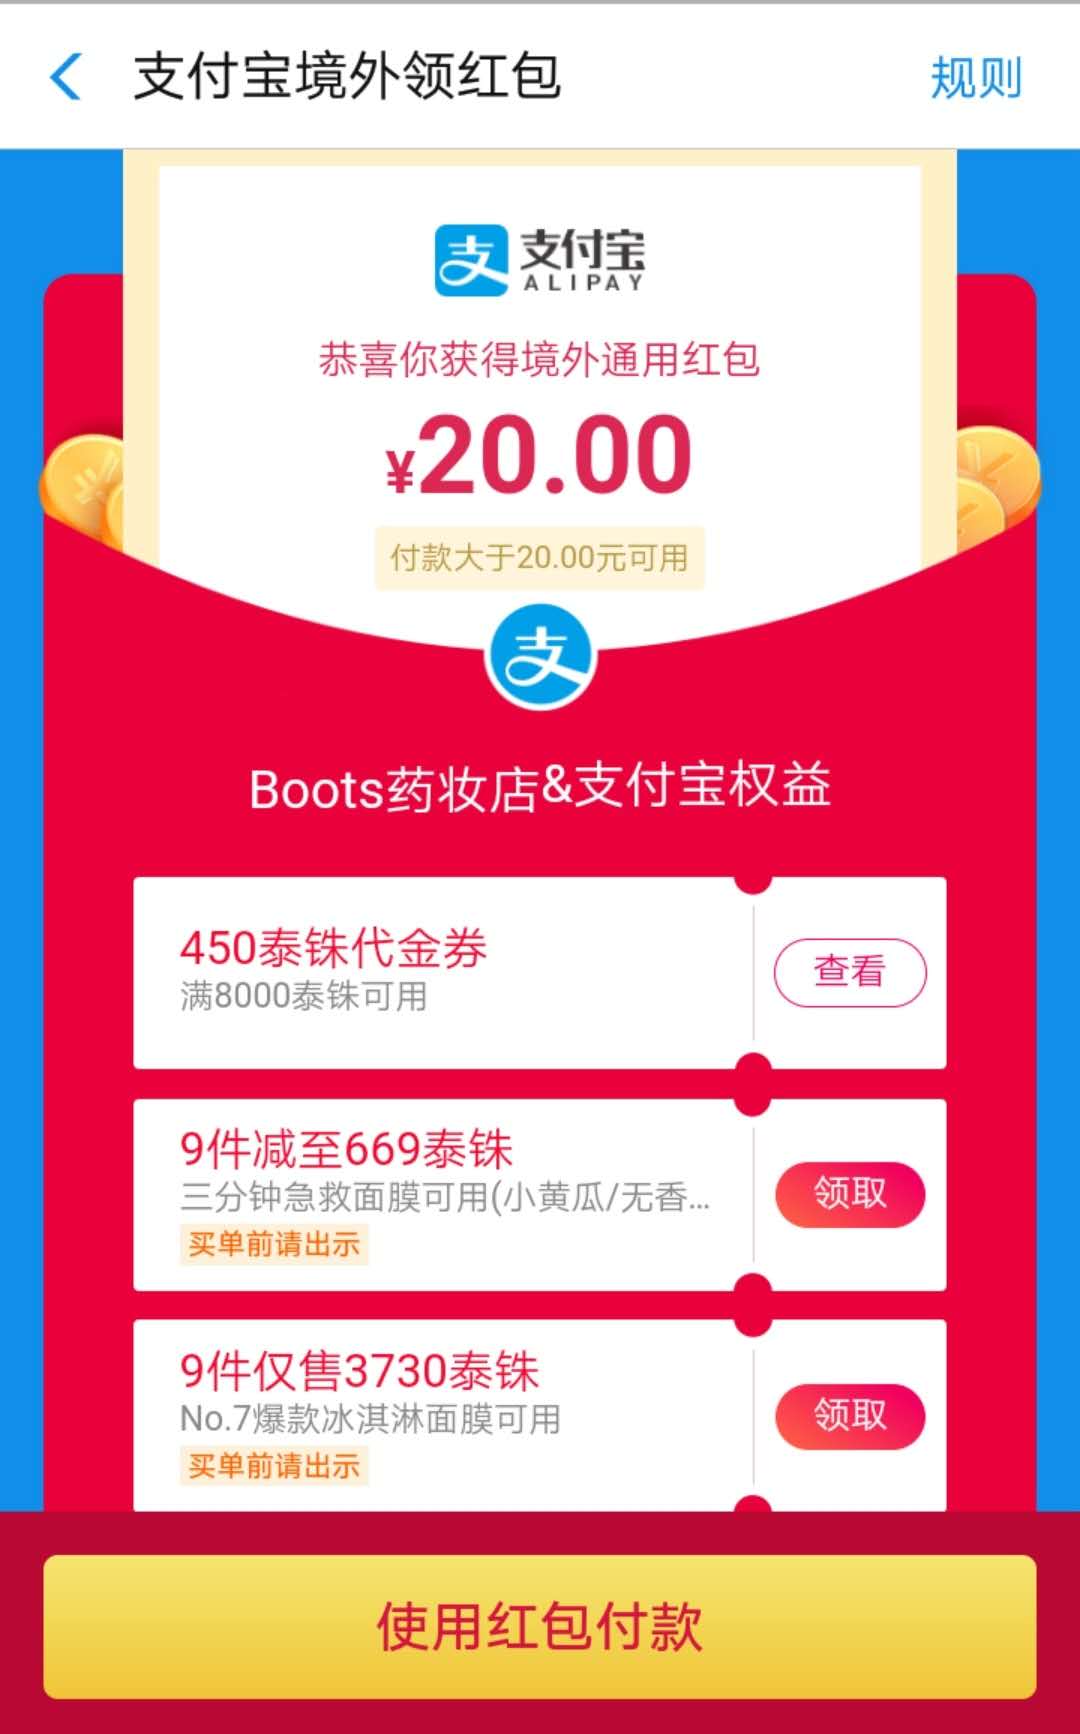 支付宝境外领红包
规则
支 支付宝
ALIPAY
恭喜你获得境外通用红包
¥20.00
付款大于20.00元可用
支
Boots药妆店&支付宝权益
450泰铢代金券
满8000泰铢可用
查看
9件减至669泰铢
三分钟急救面膜可用(小黄瓜/无香...
买单前请出示
领取
9件仅售3730泰铢
No.7爆款冰淇淋面膜可用
买单前请出示
领取
使用红包付款